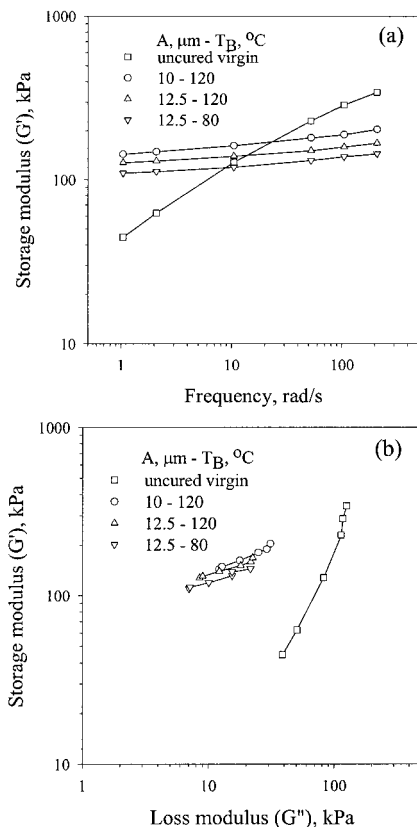 A, μm - TB, °C
(a)
uncured virgin
10 - 120
12.5 - 120
12.5 - 80
1000
100
10
Storage modulus (G'), kPa
1
10
100
Frequency, rad/s
A, μm - TB, °C
(b)
uncured virgin
10 - 120
12.5 - 120
12.5 - 80
1000
100
10
Storage modulus (G'), kPa
1
10
100
Loss modulus (G"), kPa